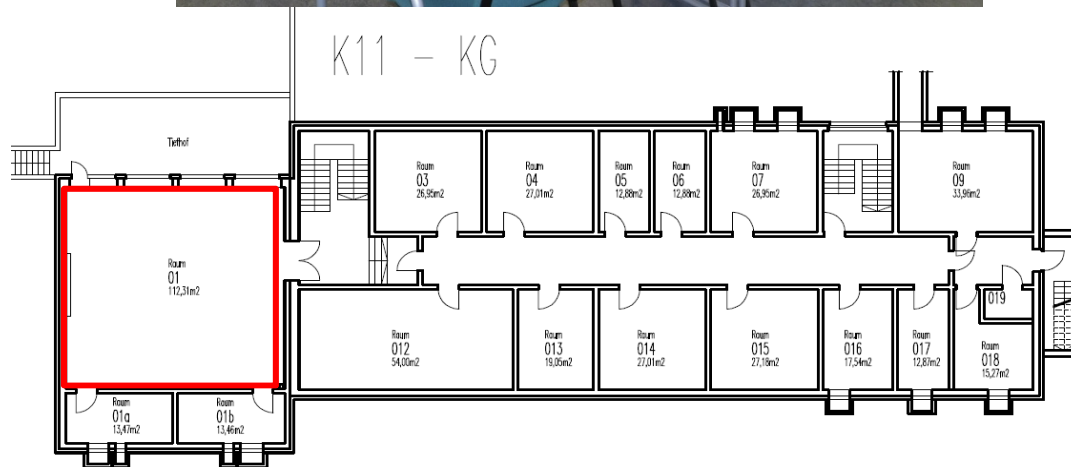 K11 - KG
Tiefhof
Raum
03
26,95m2
Raum
04
27,01m2
Raum
05
12,88m2
Raum
06
12,88m2
Raum
07
26,95m2
Raum
09
33,96m2
Raum
01
112,31m2
Raum
012
54,00m2
Raum
013
19,05m2
Raum
014
27,01m2
Raum
015
27,18m2
Raum
016
17,54m2
Raum
017
12,87m2
019
Raum
018
15,27m2
Raum
01a
13,47m2
Raum
01b
13,46m2